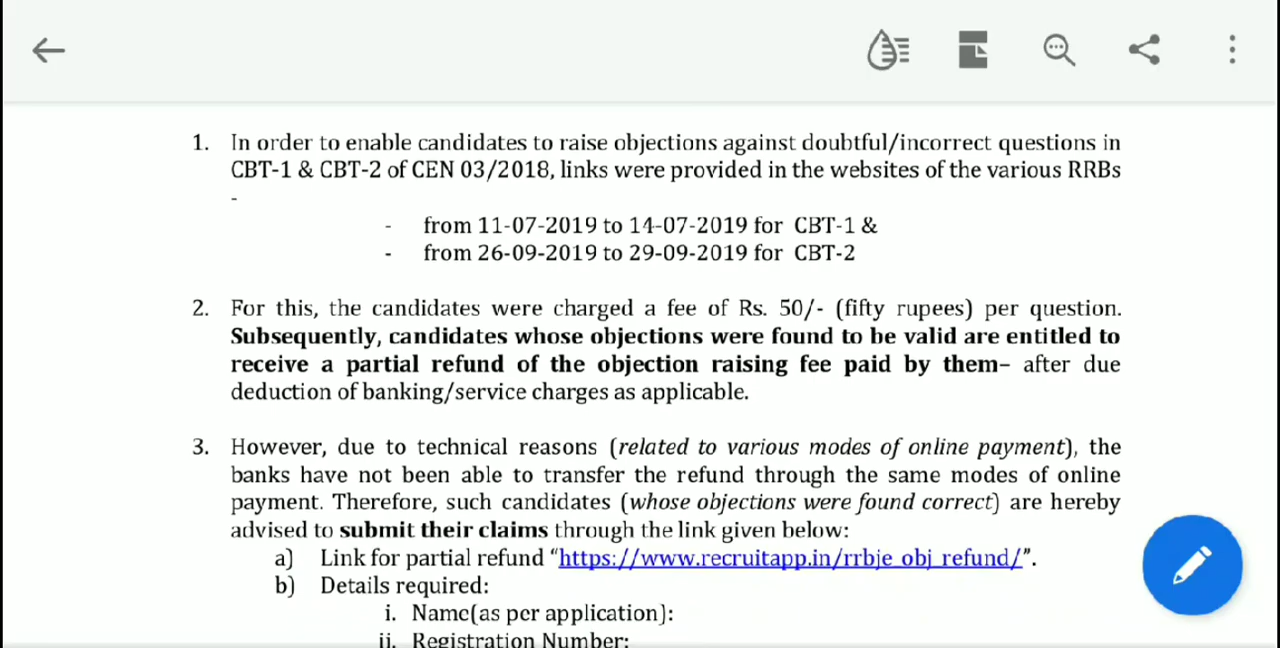 1. In order to enable candidates to raise objections against doubtful/incorrect questions in
CBT-1 & CBT-2 of CEN 03/2018, links were provided in the websites of the various RRBs
-
- from 11-07-2019 to 14-07-2019 for CBT-1 &
- from 26-09-2019 to 29-09-2019 for CBT-2
2. For this, the candidates were charged a fee of Rs. 50/- (fifty rupees) per question.
Subsequently, candidates whose objections were found to be valid are entitled to
receive a partial refund of the objection raising fee paid by them– after due
deduction of banking/service charges as applicable.
3. However, due to technical reasons (related to various modes of online payment), the
banks have not been able to transfer the refund through the same modes of online
payment. Therefore, such candidates (whose objections were found correct) are hereby
advised to submit their claims through the link given below:
a) Link for partial refund “https://www.recruitapp.in/rrbje_obj_refund/”.
b) Details required:
i. Name(as per application):
ii. Registration Number: